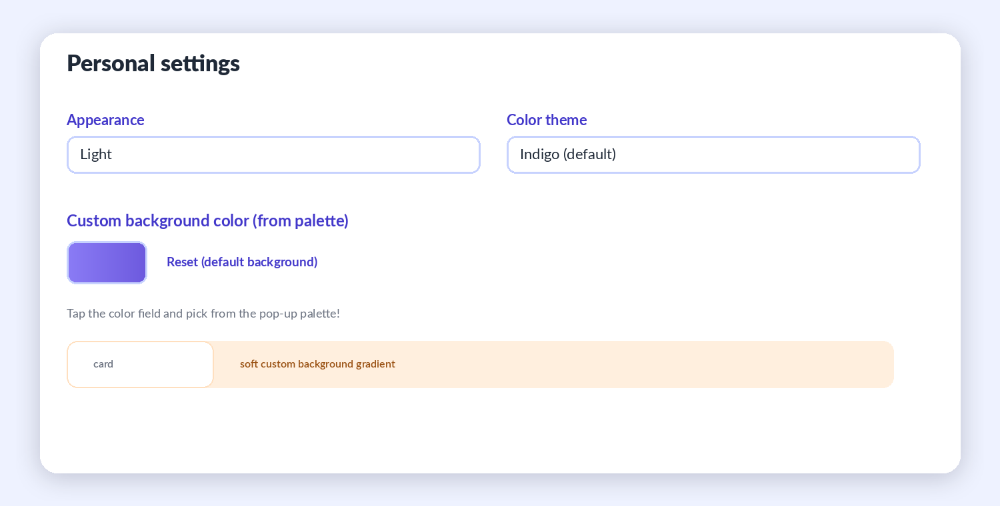 Personal settings
Appearance
Color theme
Light
Indigo (default)
Custom background color (from palette)
Reset (default background)
Tap the color field and pick from the pop-up palette!
card
soft custom background gradient